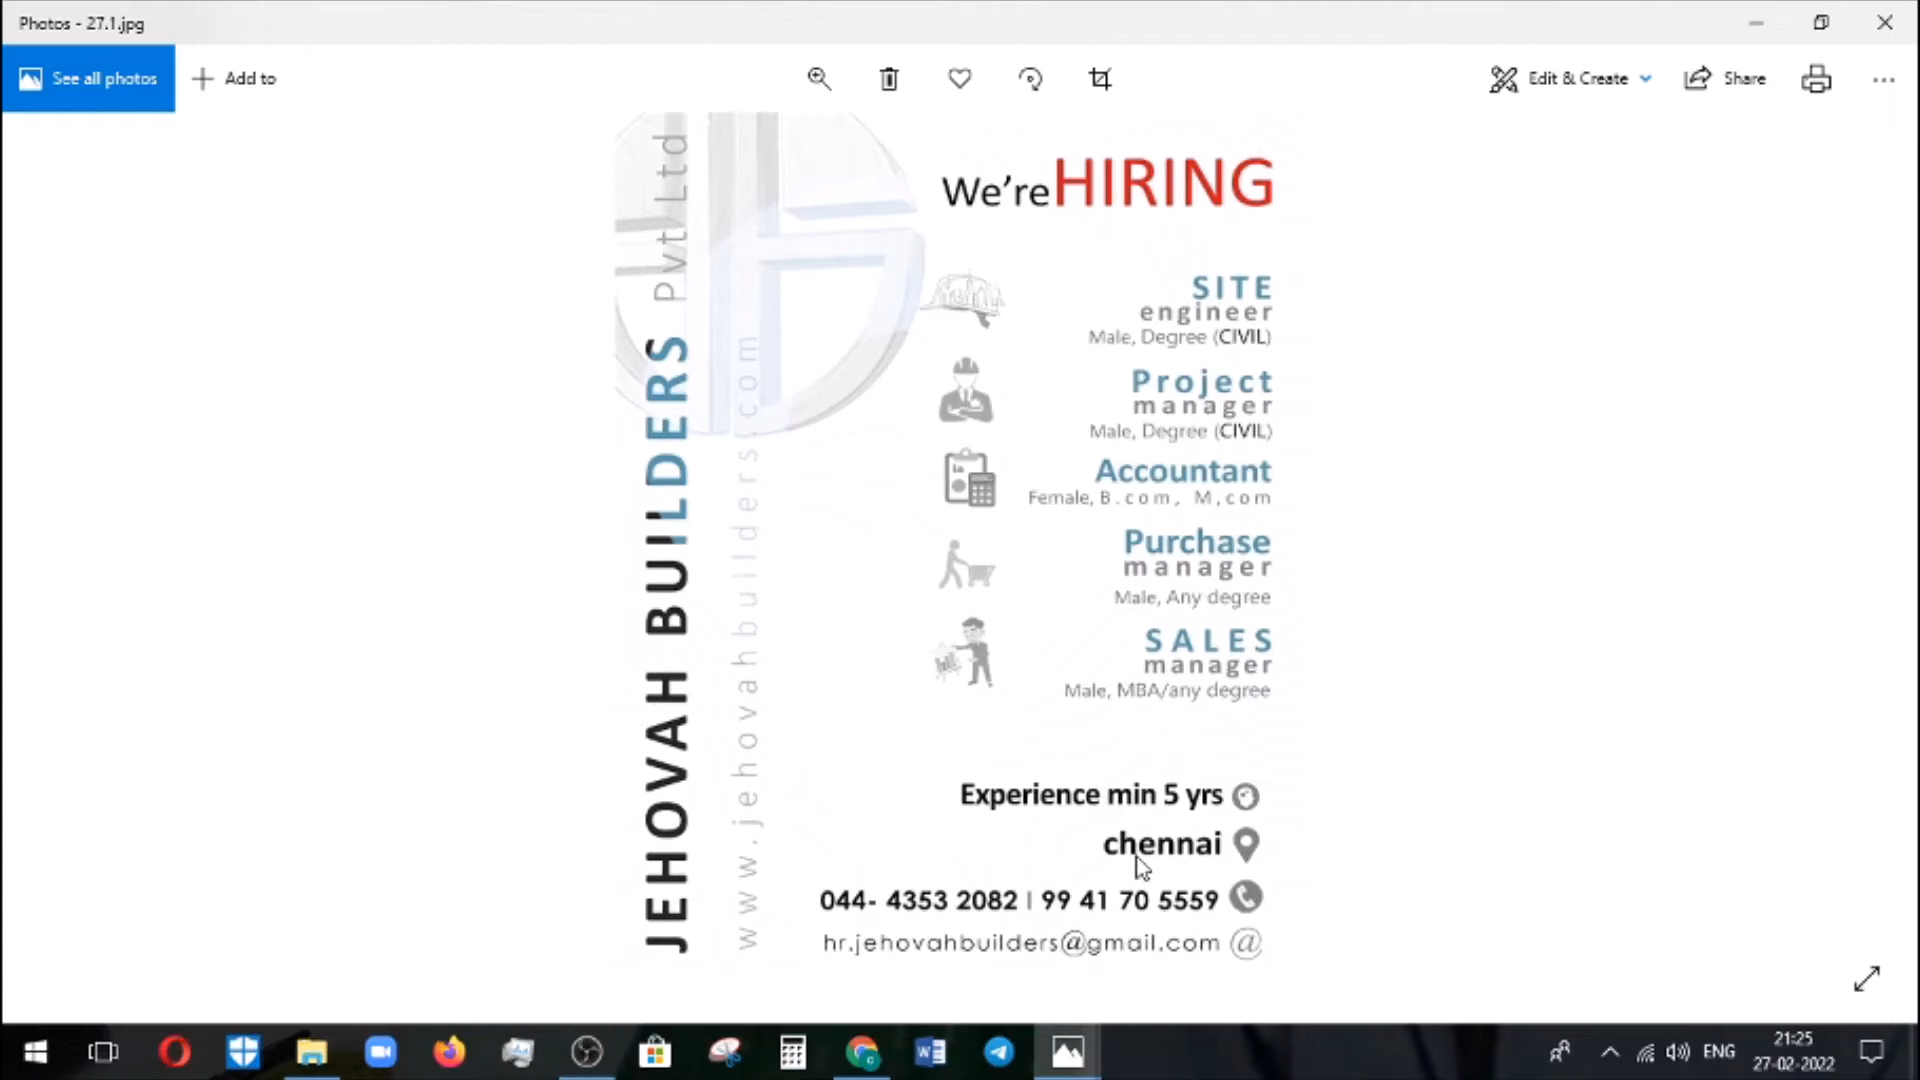 Photos - 27.1.jpg
See all photos
Add to
Edit & Create
Share
JEHOVAH BUILDERS Pvt Ltd
www.jehovahbuilders.com
We're HIRING
SITE
engineer
Male, Degree (CIVIL)
Project
manager
Male, Degree (CIVIL)
Accountant
Female, B.com, M,com
Purchase
manager
Male, Any degree
SALES
manager
Male, MBA/any degree
Experience min 5 yrs
chennai
044- 4353 2082 | 99 41 70 5559
hr.jehovahbuilders@gmail.com @
ENG
21:25
27-02-2022